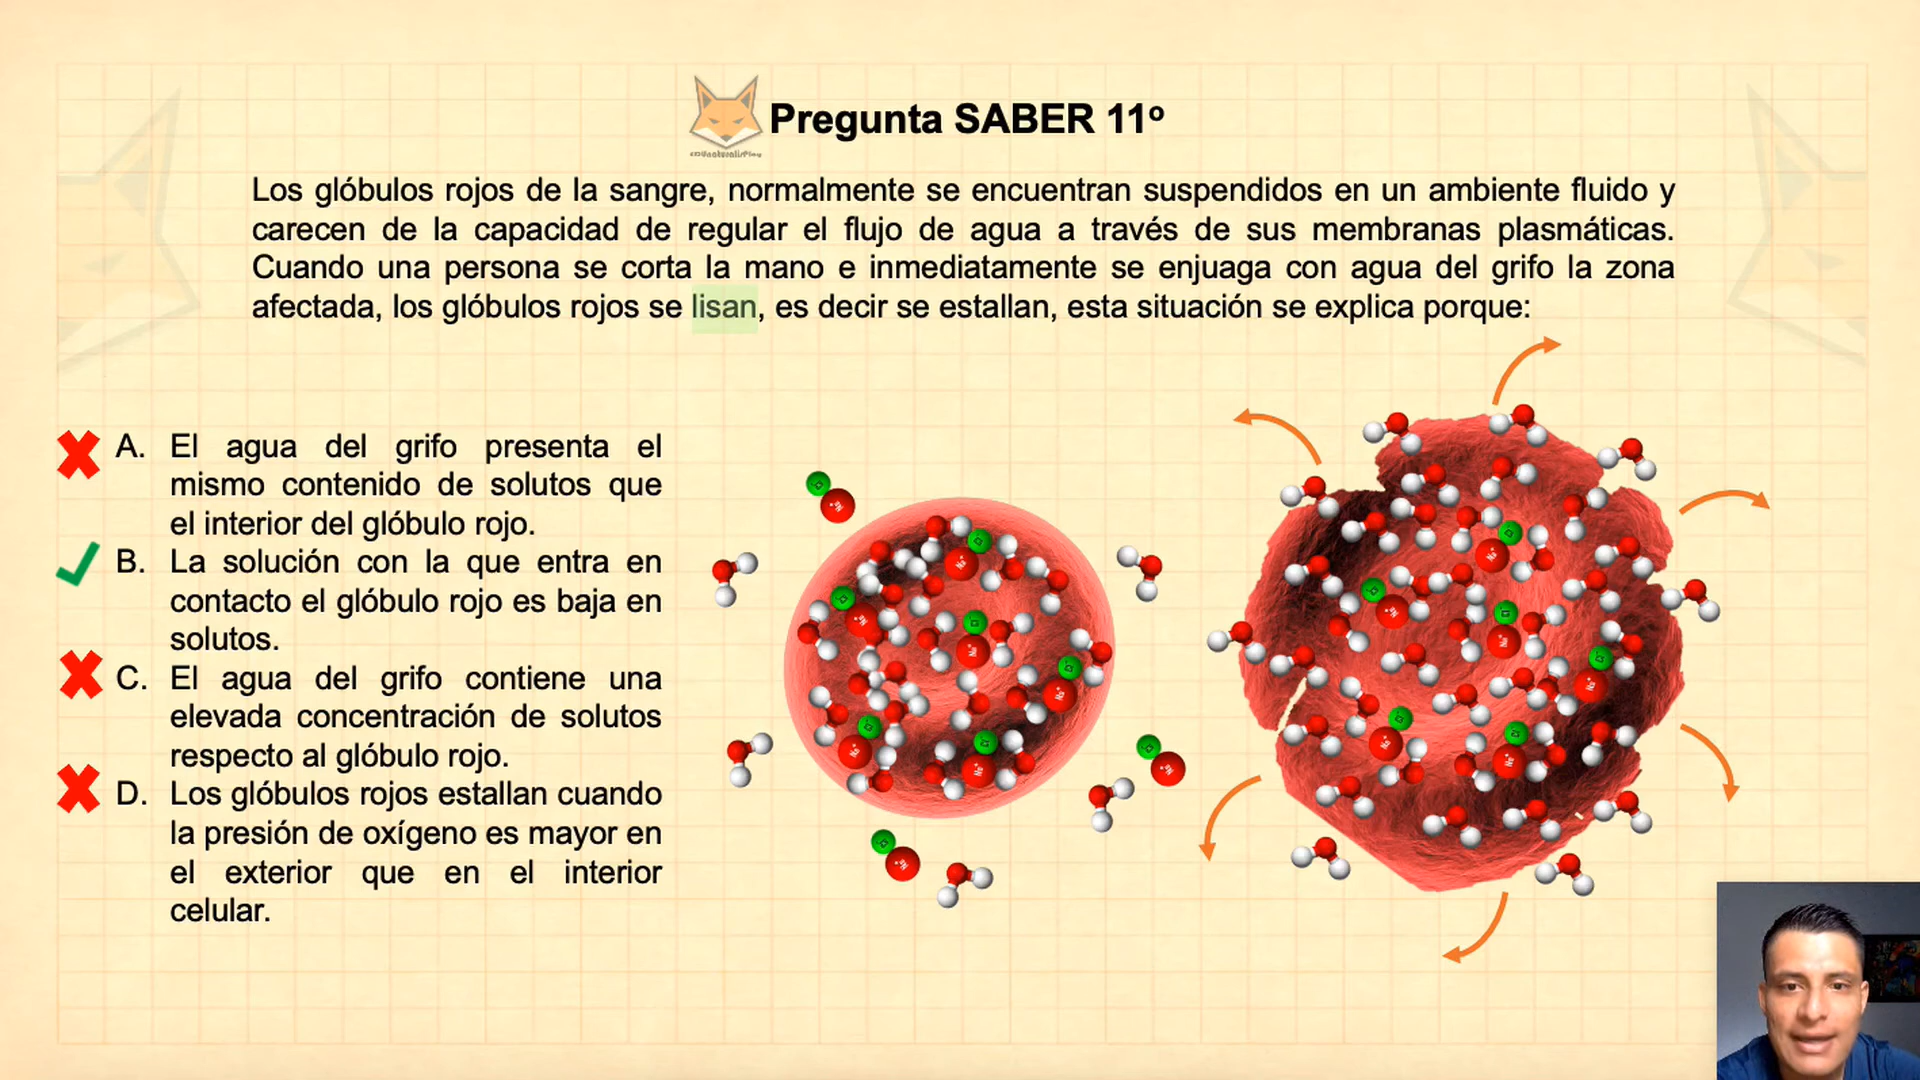 Pregunta SABER 11º
Los glóbulos rojos de la sangre, normalmente se encuentran suspendidos en un ambiente fluido y
carecen de la capacidad de regular el flujo de agua a través de sus membranas plasmáticas.
Cuando una persona se corta la mano e inmediatamente se enjuaga con agua del grifo la zona
afectada, los glóbulos rojos se lisan, es decir se estallan, esta situación se explica porque:
A. El agua del grifo presenta el
mismo contenido de solutos que
el interior del glóbulo rojo.
B. La solución con la que entra en
contacto el glóbulo rojo es baja en
solutos.
C. El agua del grifo contiene una
elevada concentración de solutos
respecto al glóbulo rojo.
D. Los glóbulos rojos estallan cuando
la presión de oxígeno es mayor en
el exterior que en el interior
celular.